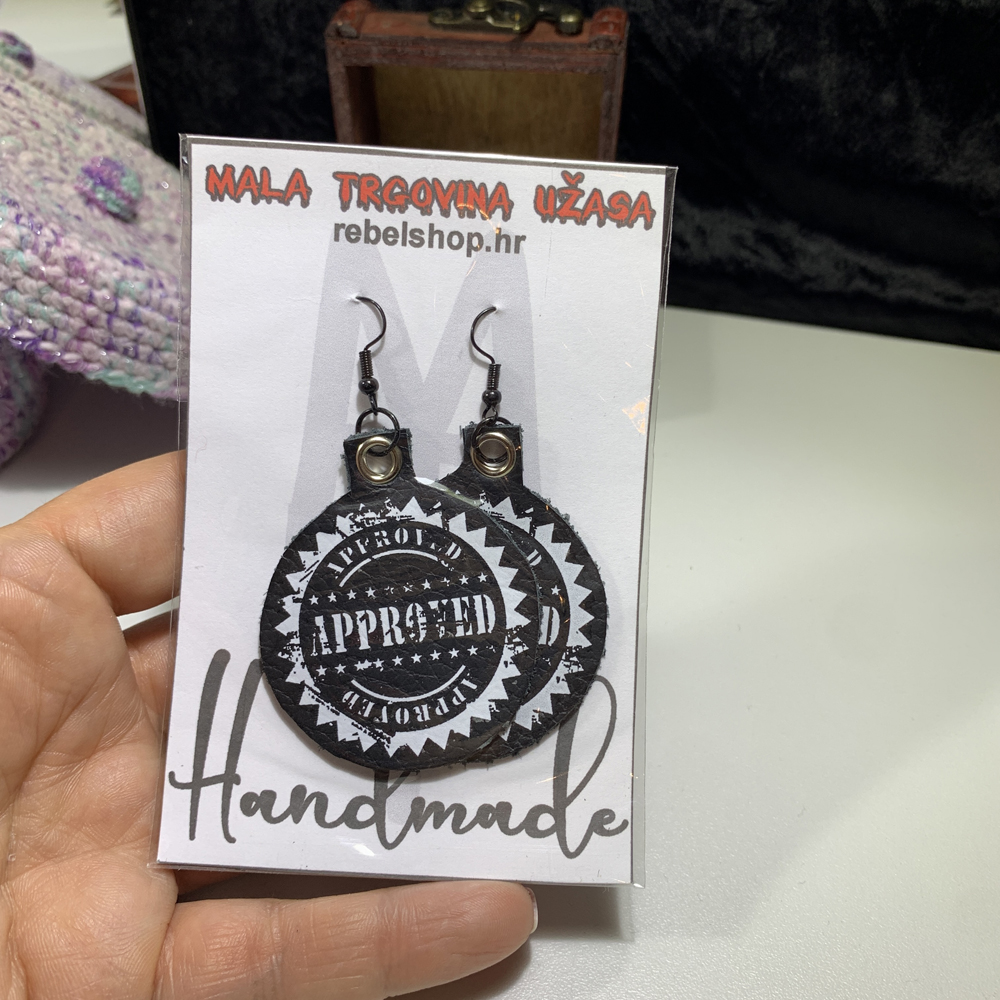 MALA TRGOVINA UŽASA
rebelshop.hr
M
APPROVED
APPROVED
APPROVED
D
D
Handmade